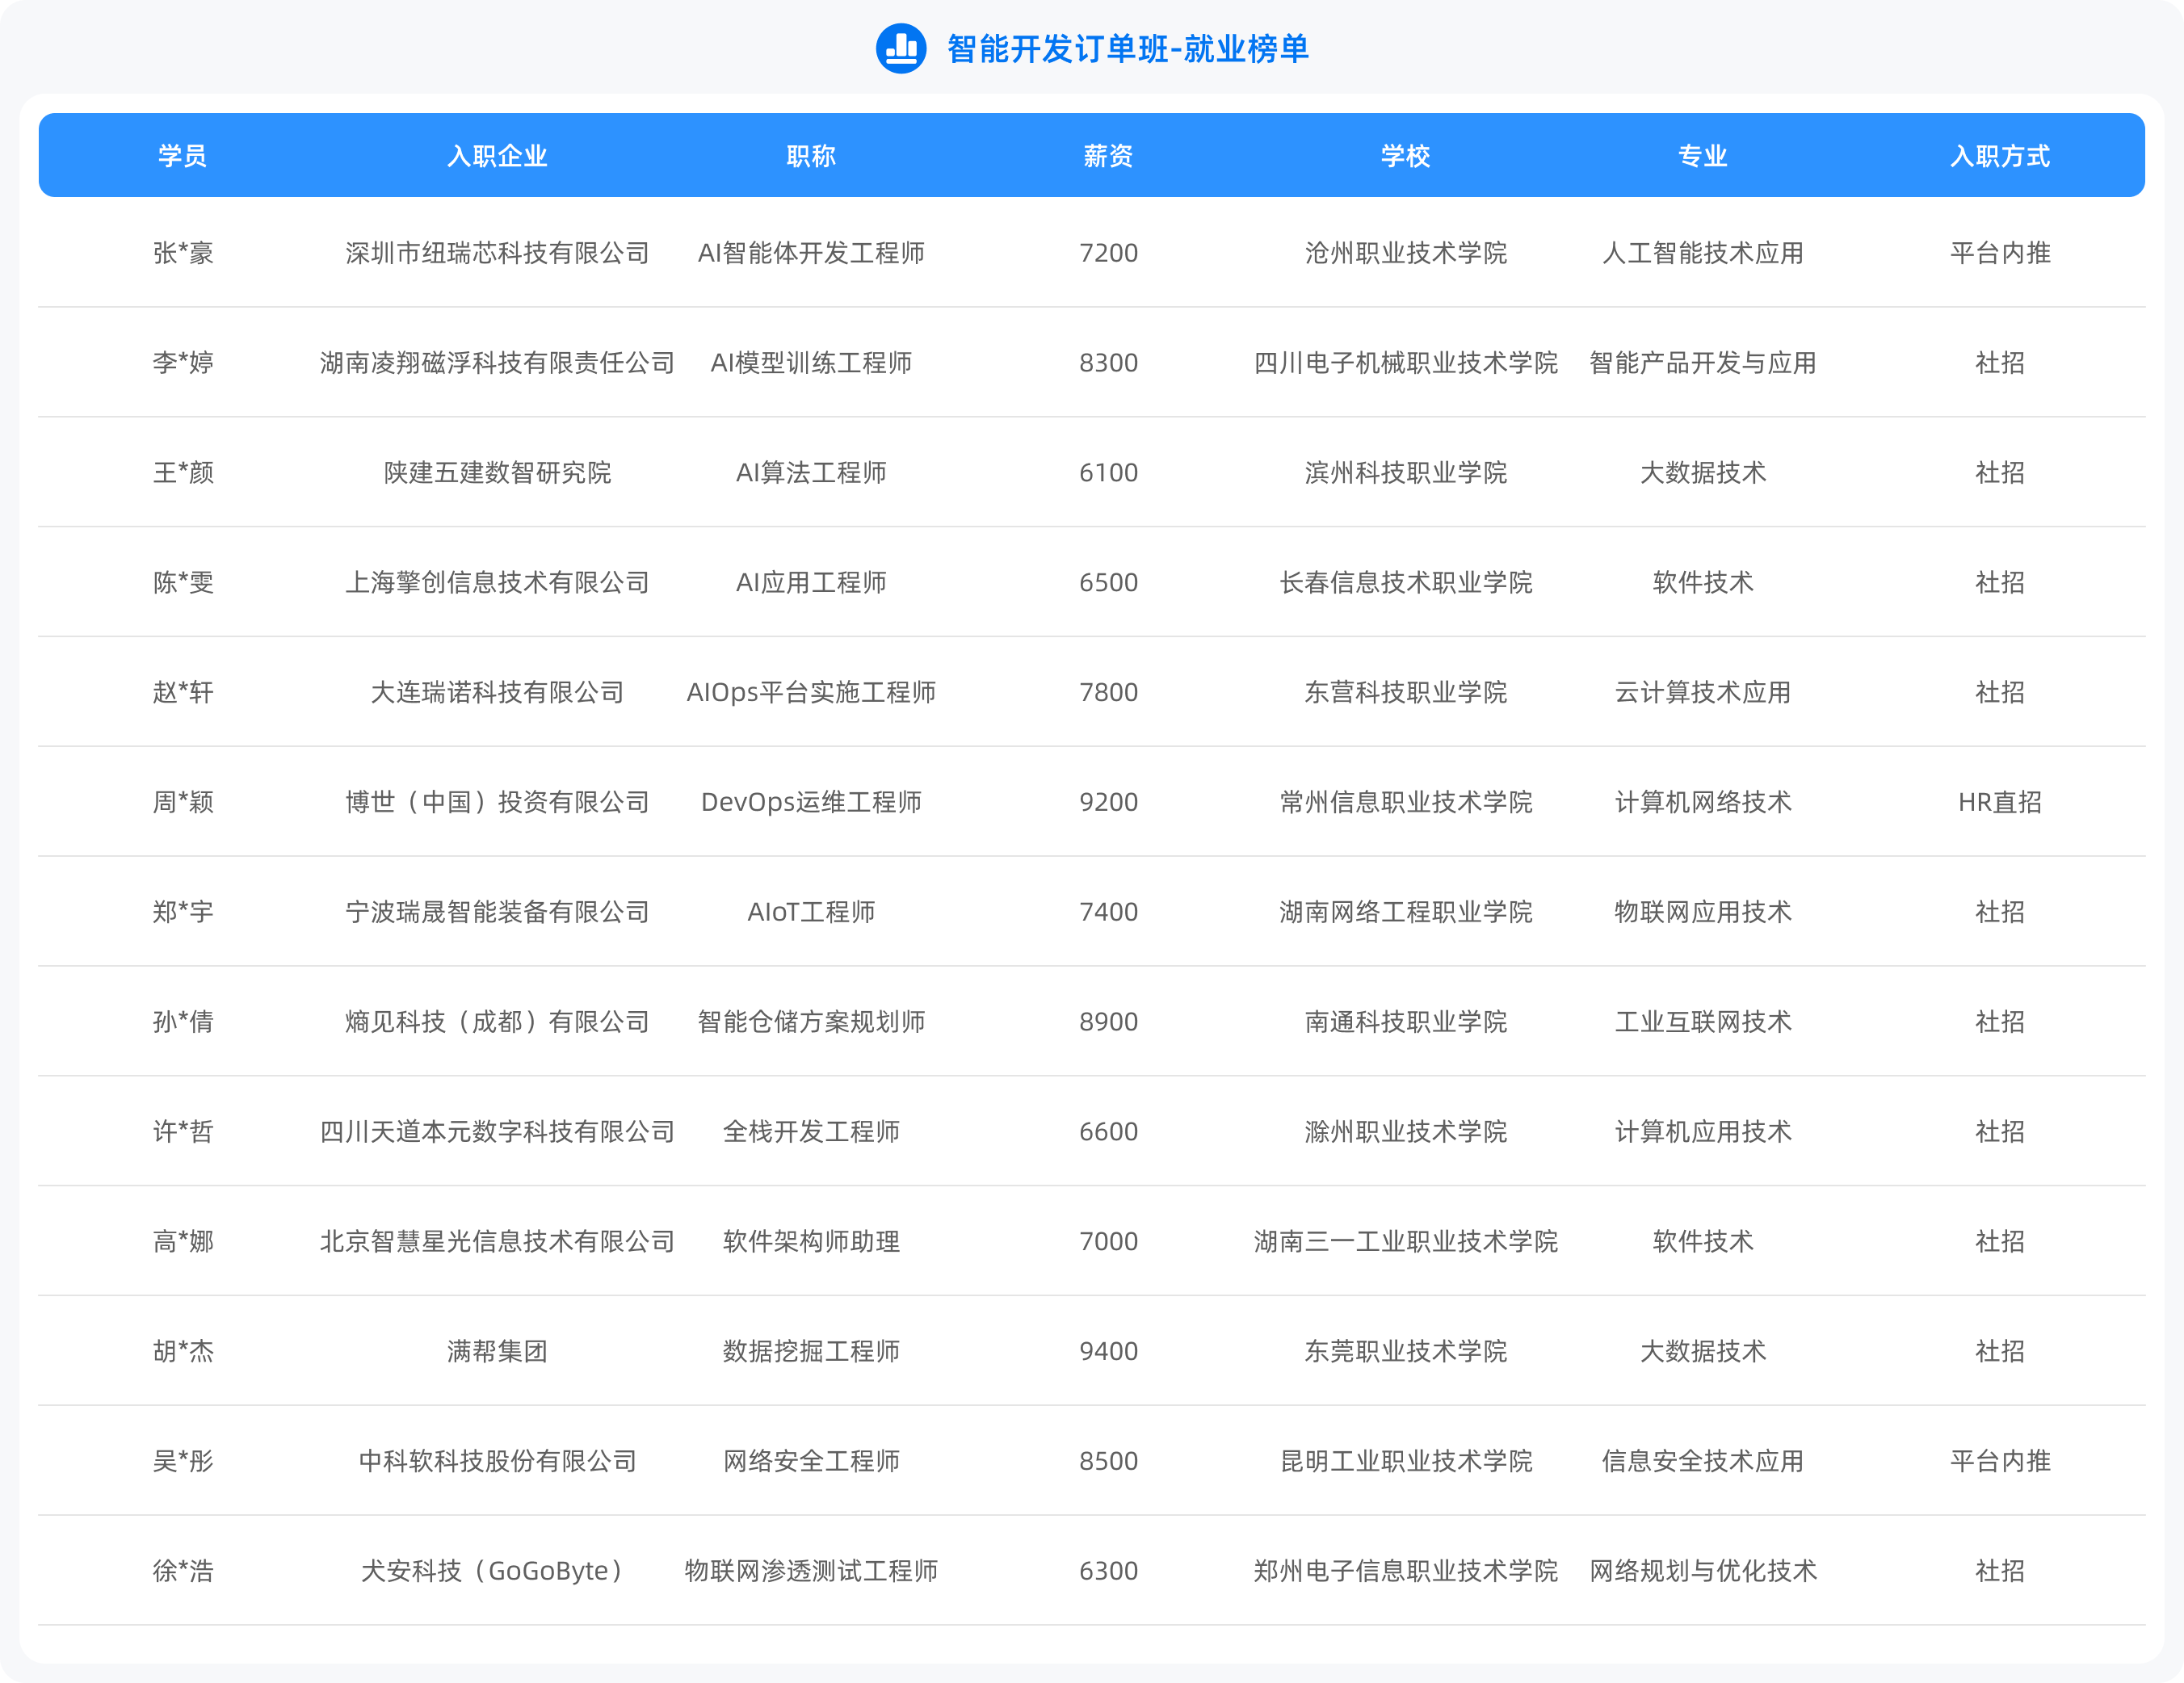 智能开发订单班-就业榜单
学员 入职企业 职称 薪资 学校 专业 入职方式
张*豪 深圳市纽瑞芯科技有限公司 AI智能体开发工程师 7200 沧州职业技术学院 人工智能技术应用 平台内推
李*婷 湖南凌翔磁浮科技有限责任公司 AI模型训练工程师 8300 四川电子机械职业技术学院 智能产品开发与应用 社招
王*颜 陕建五建数智研究院 AI算法工程师 6100 滨州科技职业学院 大数据技术 社招
陈*雯 上海擎创信息技术有限公司 AI应用工程师 6500 长春信息技术职业学院 软件技术 社招
赵*轩 大连瑞诺科技有限公司 AIOps平台实施工程师 7800 东营科技职业学院 云计算技术应用 社招
周*颖 博世（中国）投资有限公司 DevOps运维工程师 9200 常州信息职业技术学院 计算机网络技术 HR直招
郑*宇 宁波瑞晟智能装备有限公司 AIoT工程师 7400 湖南网络工程职业学院 物联网应用技术 社招
孙*倩 熵见科技（成都）有限公司 智能仓储方案规划师 8900 南通科技职业学院 工业互联网技术 社招
许*哲 四川天道本元数字科技有限公司 全栈开发工程师 6600 滁州职业技术学院 计算机应用技术 社招
高*娜 北京智慧星光信息技术有限公司 软件架构师助理 7000 湖南三一工业职业技术学院 软件技术 社招
胡*杰 满帮集团 数据挖掘工程师 9400 东莞职业技术学院 大数据技术 社招
吴*彤 中科软科技股份有限公司 网络安全工程师 8500 昆明工业职业技术学院 信息安全技术应用 平台内推
徐*浩 犬安科技（GoGoByte） 物联网渗透测试工程师 6300 郑州电子信息职业技术学院 网络规划与优化技术 社招